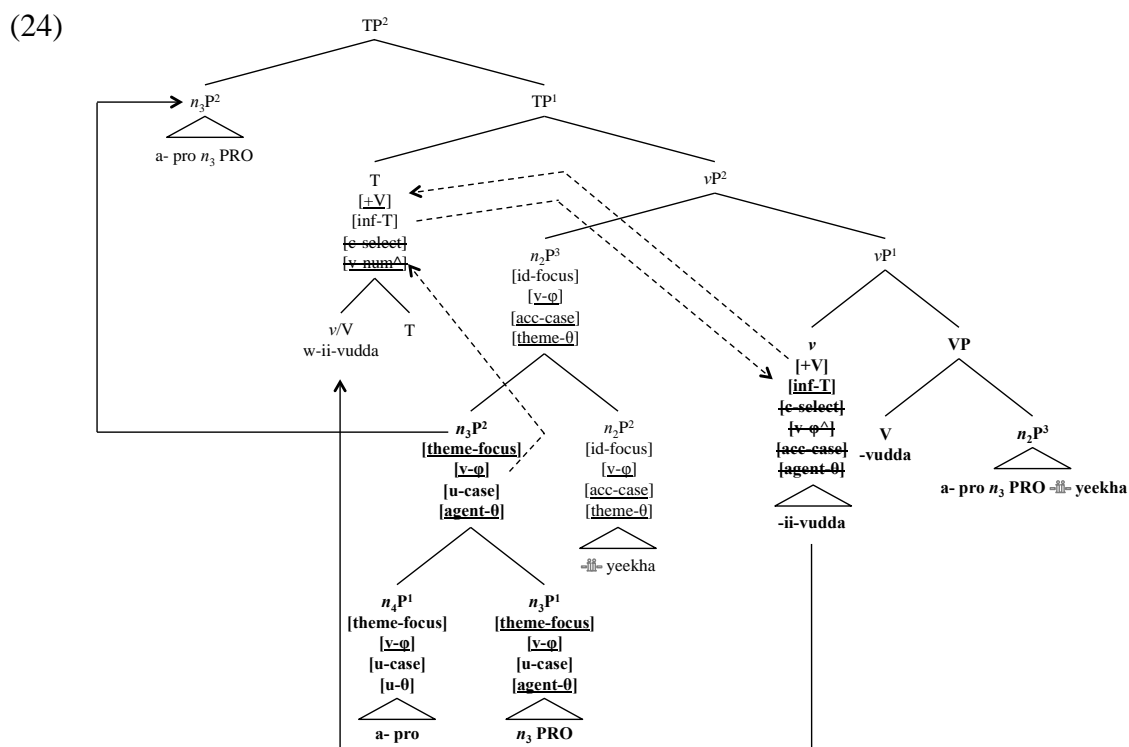 (24)
TP²
n₃P²
TP¹
a- pro n₃ PRO
T
[+V]
[inf-T]
[c-select]
[v-num^]
vP²
n₂P³
[id-focus]
[v-φ]
[acc-case]
[theme-θ]
vP¹
v/V
w-ii-vudda
T
v
[+V]
[inf-T]
[c-select]
[v-φ^]
[acc-case]
[agent-θ]
-ii-vudda
VP
V
-vudda
n₂P³
a- pro n₃ PRO yeekha
n₃P²
[theme-focus]
[v-φ]
[u-case]
[agent-θ]
n₂P²
[id-focus]
[v-φ]
[acc-case]
[theme-θ]
yeekha
n₄P¹
[theme-focus]
[v-φ]
[u-case]
[u-θ]
a- pro
n₃P¹
[theme-focus]
[v-φ]
[u-case]
[agent-θ]
n₃ PRO